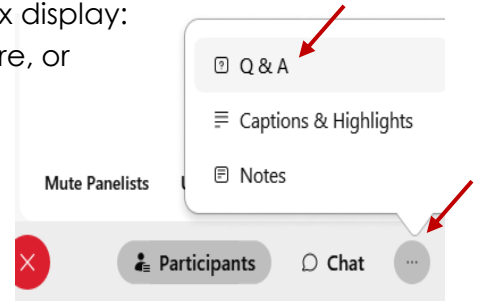 x display:
re, or
Q & A
Captions & Highlights
Notes
Mute Panelists
Participants
Chat